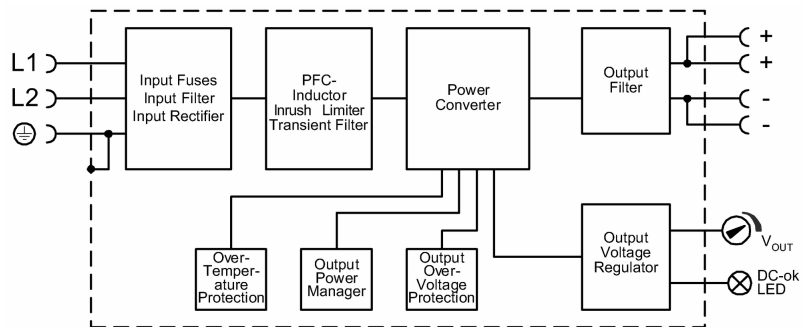 L1
L2
Input Fuses
Input Filter
Input Rectifier
PFC-
Inductor
Inrush Limiter
Transient Filter
Power
Converter
Output
Filter
+
+
-
-
Over-
Temper-
ature
Protection
Output
Power
Manager
Output
Over-
Voltage
Protection
Output
Voltage
Regulator
VOUT
DC-ok
LED